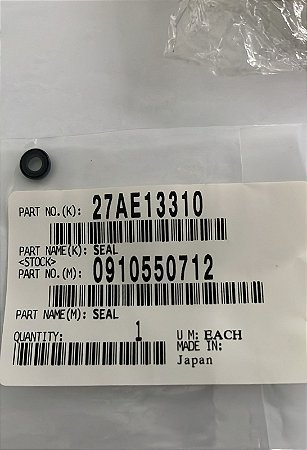 PART NO.(K): 27AE13310
PART NAME(K): SEAL
<STOCK>
PART NO.(M): 0910550712
PART NAME(M): SEAL
QUANTITY: 1 U M: EACH
MADE IN:
Japan